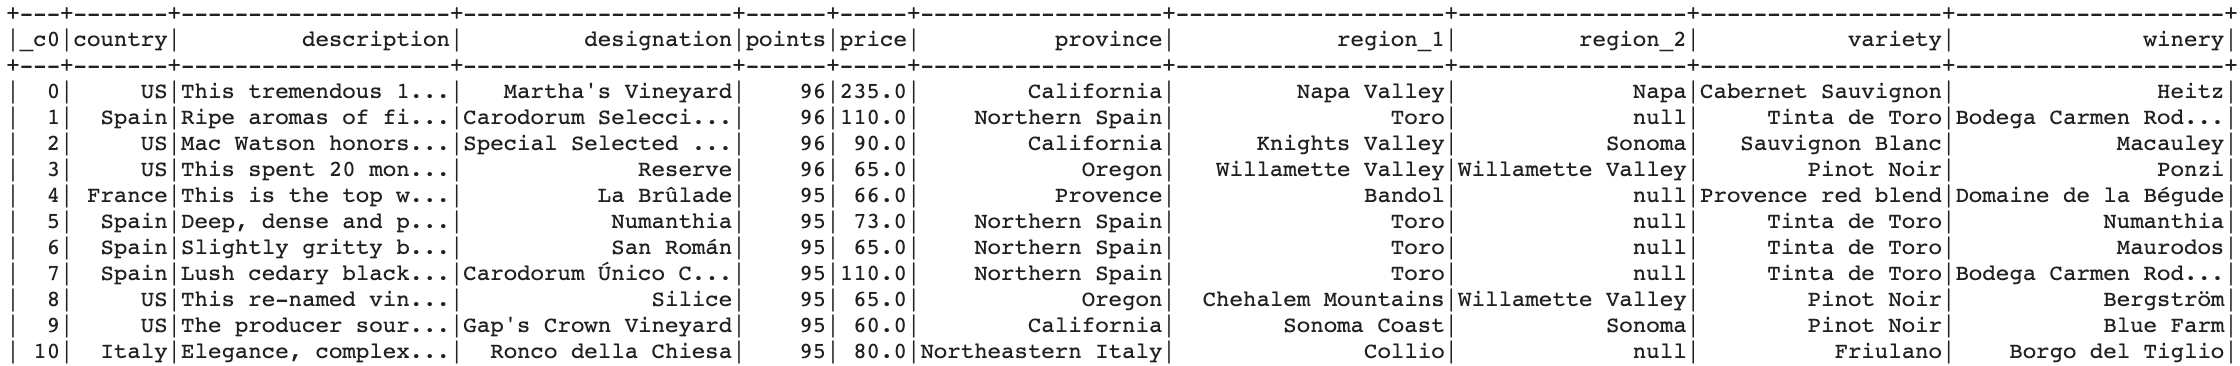 +---+-------+--------------------+--------------------+------+-----+------------------+-------------------+-----------------+------------------+--------------------+
|_c0|country|         description|         designation|points|price|          province|           region_1|         region_2|           variety|              winery|
+---+-------+--------------------+--------------------+------+-----+------------------+-------------------+-----------------+------------------+--------------------+
|  0|     US|This tremendous 1...|   Martha's Vineyard|    96|235.0|        California|        Napa Valley|             Napa|Cabernet Sauvignon|               Heitz|
|  1|  Spain|Ripe aromas of fi...|Carodorum Selecci...|    96|110.0|    Northern Spain|               Toro|             null|     Tinta de Toro|Bodega Carmen Rod...|
|  2|     US|Mac Watson honors...|Special Selected ...|    96| 90.0|        California|     Knights Valley|           Sonoma|   Sauvignon Blanc|            Macauley|
|  3|     US|This spent 20 mon...|             Reserve|    96| 65.0|            Oregon|  Willamette Valley|Willamette Valley|        Pinot Noir|               Ponzi|
|  4| France|This is the top w...|          La Brûlade|    95| 66.0|          Provence|             Bandol|             null|Provence red blend|Domaine de la Bégude|
|  5|  Spain|Deep, dense and p...|           Numanthia|    95| 73.0|    Northern Spain|               Toro|             null|     Tinta de Toro|           Numanthia|
|  6|  Spain|Slightly gritty b...|           San Román|    95| 65.0|    Northern Spain|               Toro|             null|     Tinta de Toro|            Maurodos|
|  7|  Spain|Lush cedary black...|Carodorum Único C...|    95|110.0|    Northern Spain|               Toro|             null|     Tinta de Toro|Bodega Carmen Rod...|
|  8|     US|This re-named vin...|              Silice|    95| 65.0|            Oregon| Chehalem Mountains|Willamette Valley|        Pinot Noir|           Bergström|
|  9|     US|The producer sour...|Gap's Crown Vineyard|    95| 60.0|        California|       Sonoma Coast|           Sonoma|        Pinot Noir|           Blue Farm|
| 10|  Italy|Elegance, complex...|  Ronco della Chiesa|    95| 80.0|Northeastern Italy|             Collio|             null|          Friulano|    Borgo del Tiglio|